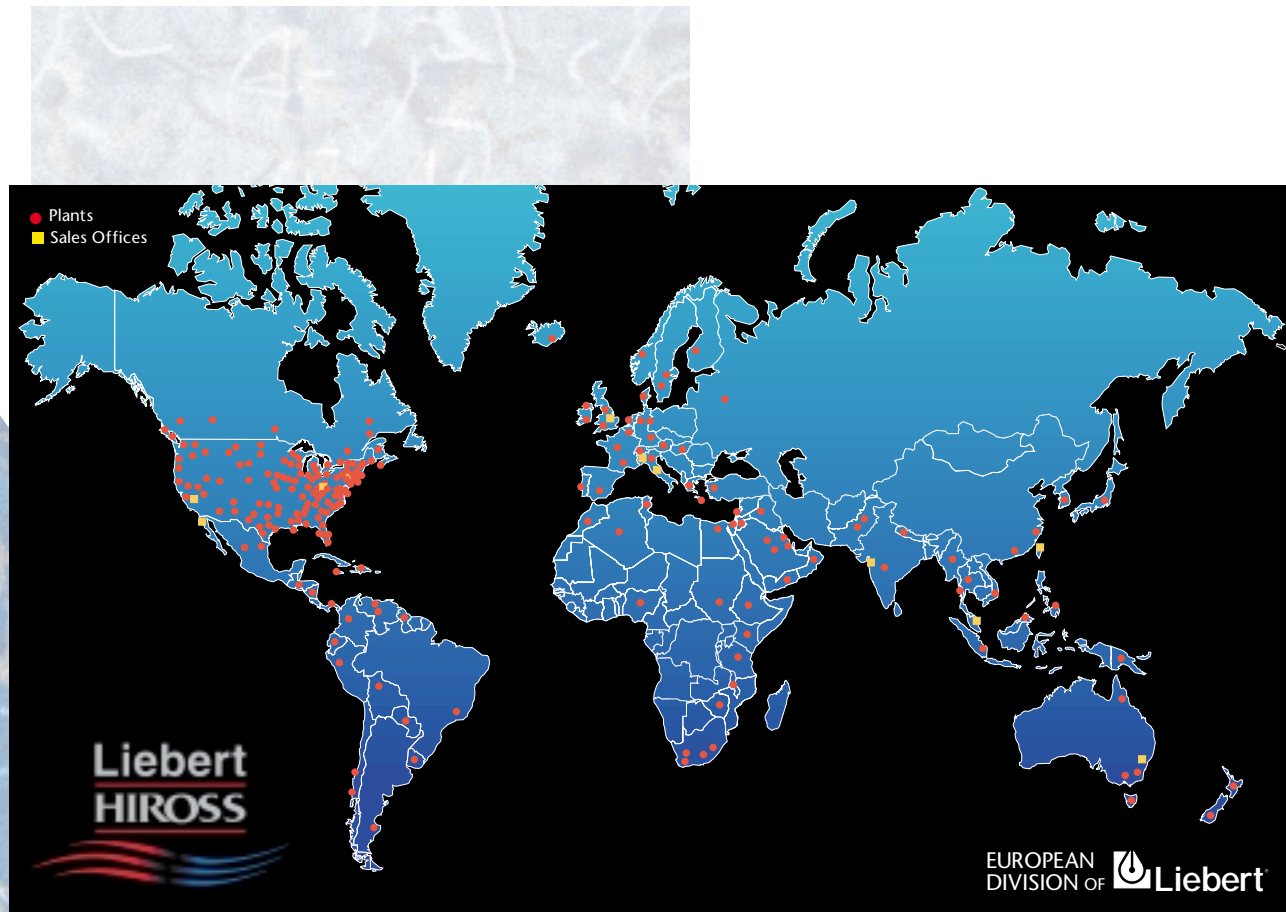 Plants
Sales Offices
Liebert
HIROSS
EUROPEAN
DIVISION OF
Liebert